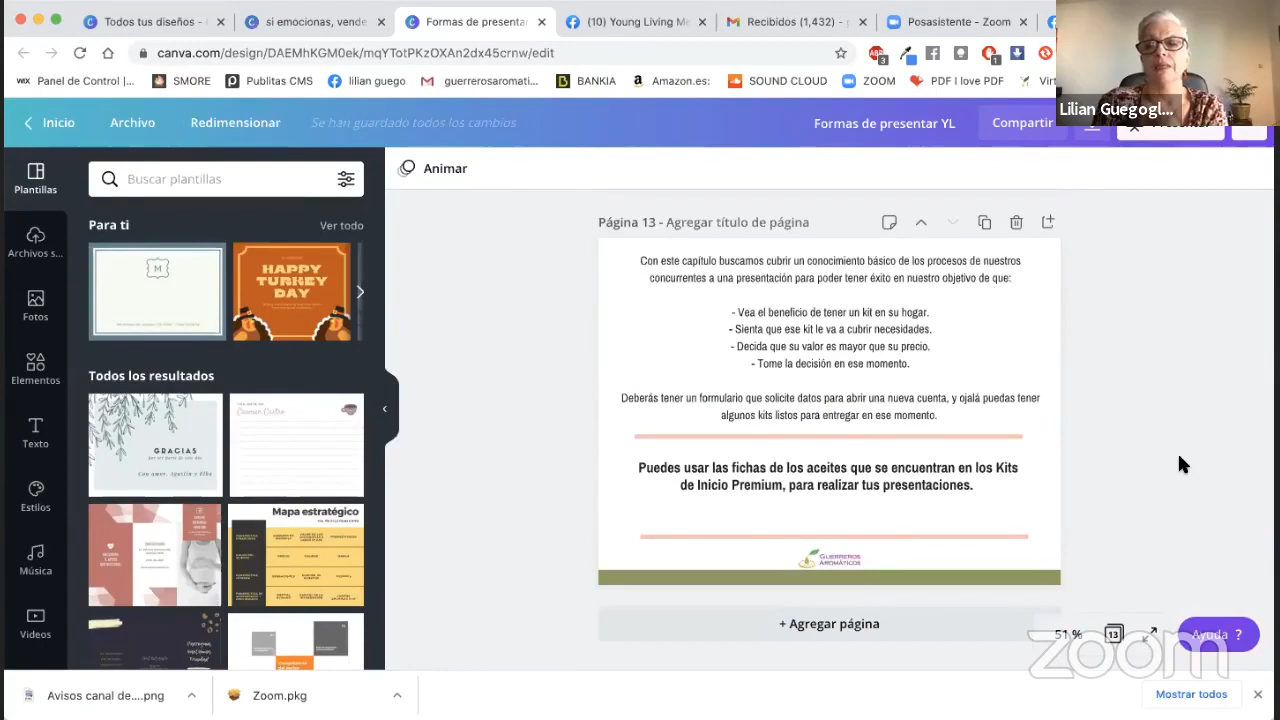 Todos tus diseños -
si emociones, vende
Formas de presentar
(10) Young Living M
Recibidos (1,432) -
Posasistente - Zoom
canva.com/design/DAEMhKGM0ek/mqYTotPKzOXAn2dx45crnw/edit
WIX Panel de Control |...
SMORE
Publitas CMS
lilian guego
guerrerosaromati...
BANKIA
Amazon.es:
SOUND CLOUD
ZOOM
PDF I love PDF
Lilian Guegogl...
Inicio
Archivo
Redimensionar
Se han guardado todos los cambios
Formas de presentar YL
Compartir
Plantillas
Buscar plantillas
Animar
Para ti
Ver todo
Página 13 - Agregar título de página
Archivos s...
M
HAPPY
TURKEY
DAY
Fotos
Elementos
Todos los resultados
Texto
GRACIAS
Carmen Castro
Estilos
Mapa estratégico
Música
Videos
Con este capítulo buscamos cubrir un conocimiento básico de los procesos de nuestros
concurrentes a una presentación para poder tener éxito en nuestro objetivo de que:
- Vea el beneficio de tener un kit en su hogar.
- Sienta que ese kit le va a cubrir necesidades.
- Decida que su valor es mayor que su precio.
- Tome la decisión en ese momento.
Deberás tener un formulario que solicite datos para abrir una nueva cuenta, y ojalá puedas tener
algunos kits listos para entregar en ese momento.
Puedes usar las fichas de los aceites que se encuentran en los Kits
de Inicio Premium, para realizar tus presentaciones.
GUERREROS
AROMÁTICOS
+ Agregar página
51 %
13
Ayuda ?
zoom
Avisos canal de....png
Zoom.pkg
Mostrar todos